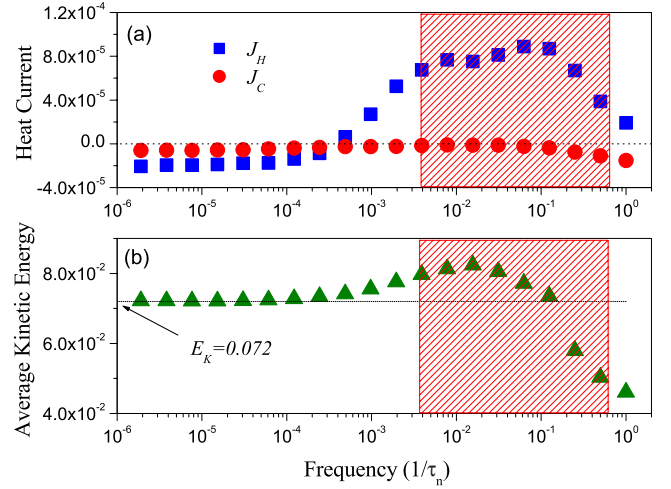 (a)
J_H
J_C
Heat Current
1.2x10^-4
8.0x10^-5
4.0x10^-5
0.0
-4.0x10^-5
10^-6 10^-5 10^-4 10^-3 10^-2 10^-1 10^0
(b)
E_K=0.072
Average Kinetic Energy
8.0x10^-2
6.0x10^-2
4.0x10^-2
10^-6 10^-5 10^-4 10^-3 10^-2 10^-1 10^0
Frequency (1/τ_n)